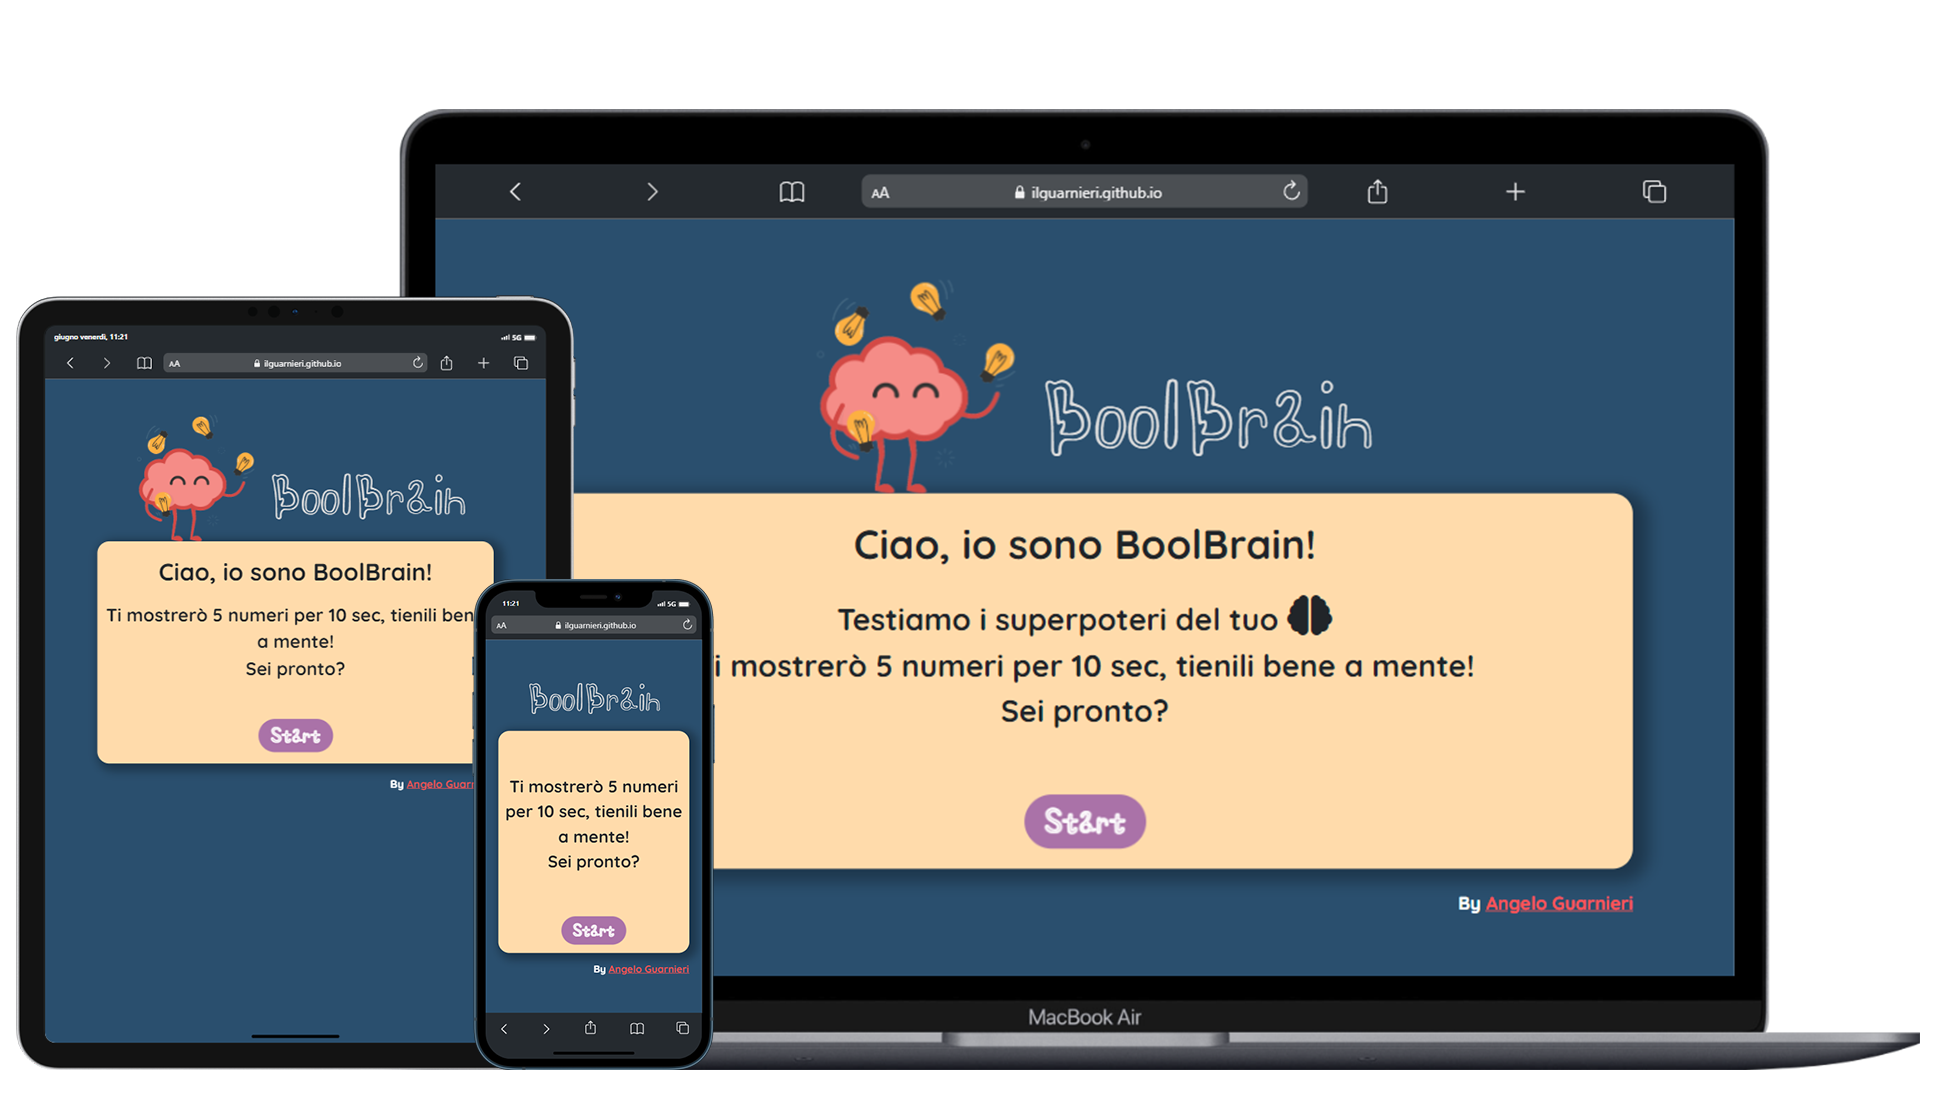 AA ilguarnieri.github.io
BoolBrain
Ciao, io sono BoolBrain!
Testiamo i superpoteri del tuo
i mostrerò 5 numeri per 10 sec, tienili bene a mente!
Sei pronto?
Start
By Angelo Guarnieri
MacBook Air
giugno venerdì, 11:21 5G
AA ilguarnieri.github.io
BoolBrain
Ciao, io sono BoolBrain!
Ti mostrerò 5 numeri per 10 sec, tienili ben
a mente!
Sei pronto?
Start
By Angelo Guarn
11:21 5G
AA ilguarnieri.github.io
BoolBrain
Ti mostrerò 5 numeri
per 10 sec, tienili bene
a mente!
Sei pronto?
Start
By Angelo Guarnieri